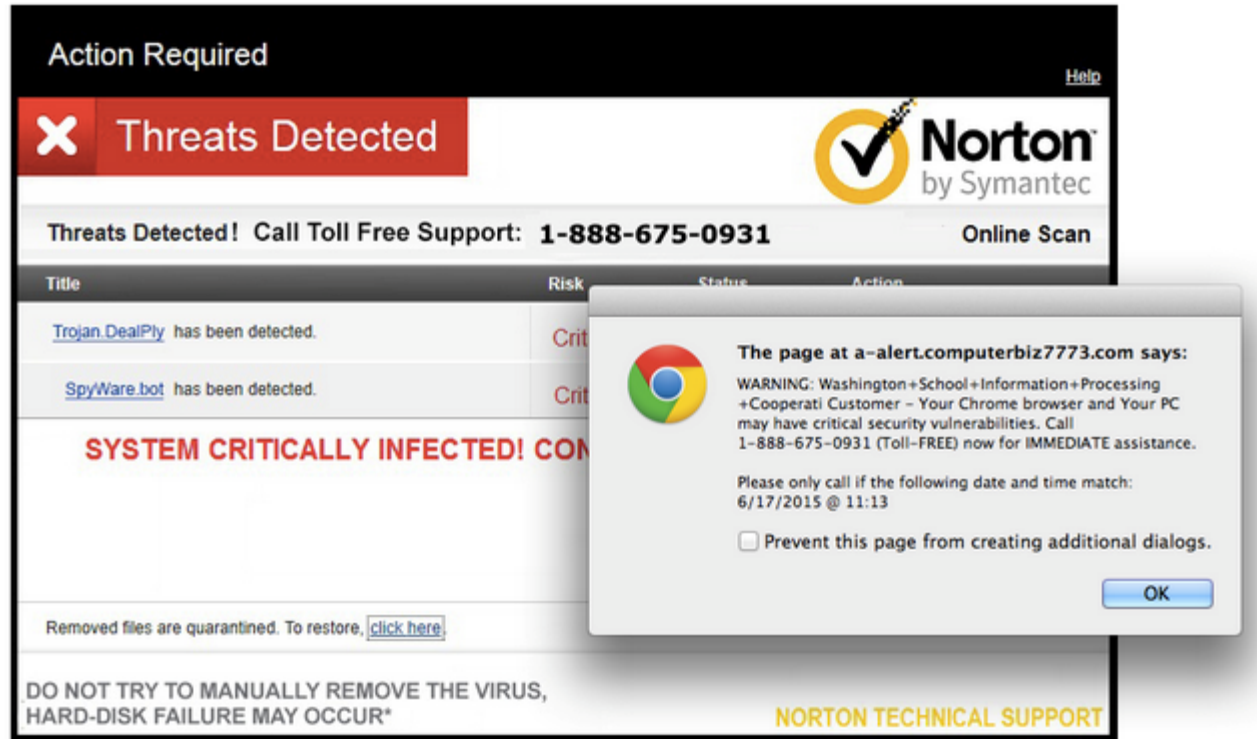 Action Required
Help
Threats Detected
Norton
by Symantec
Threats Detected! Call Toll Free Support: 1-888-675-0931
Online Scan
Title Risk Status Action
Trojan.DealPly has been detected.
SpyWare.bot has been detected.
SYSTEM CRITICALLY INFECTED!
Removed files are quarantined. To restore, click here.
DO NOT TRY TO MANUALLY REMOVE THE VIRUS,
HARD-DISK FAILURE MAY OCCUR*
NORTON TECHNICAL SUPPORT
The page at a-alert.computerbiz7773.com says:
WARNING: Washington+School+Information+Processing
+Cooperati Customer – Your Chrome browser and Your PC
may have critical security vulnerabilities. Call
1-888-675-0931 (Toll-FREE) now for IMMEDIATE assistance.
Please only call if the following date and time match:
6/17/2015 @ 11:13
Prevent this page from creating additional dialogs.
OK